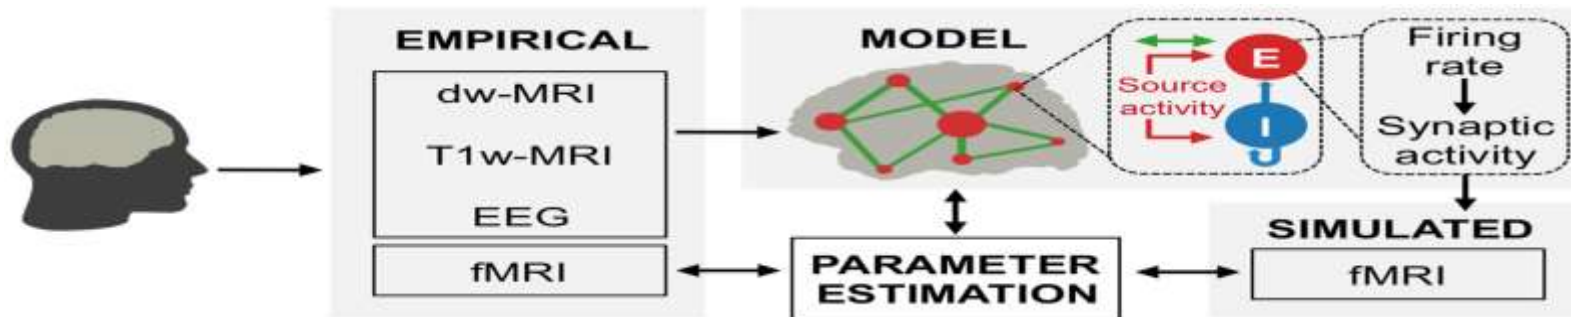 EMPIRICAL
dw-MRI
T1w-MRI
EEG
fMRI
MODEL
Source
activity
E
I
Firing
rate
Synaptic
activity
PARAMETER
ESTIMATION
SIMULATED
fMRI